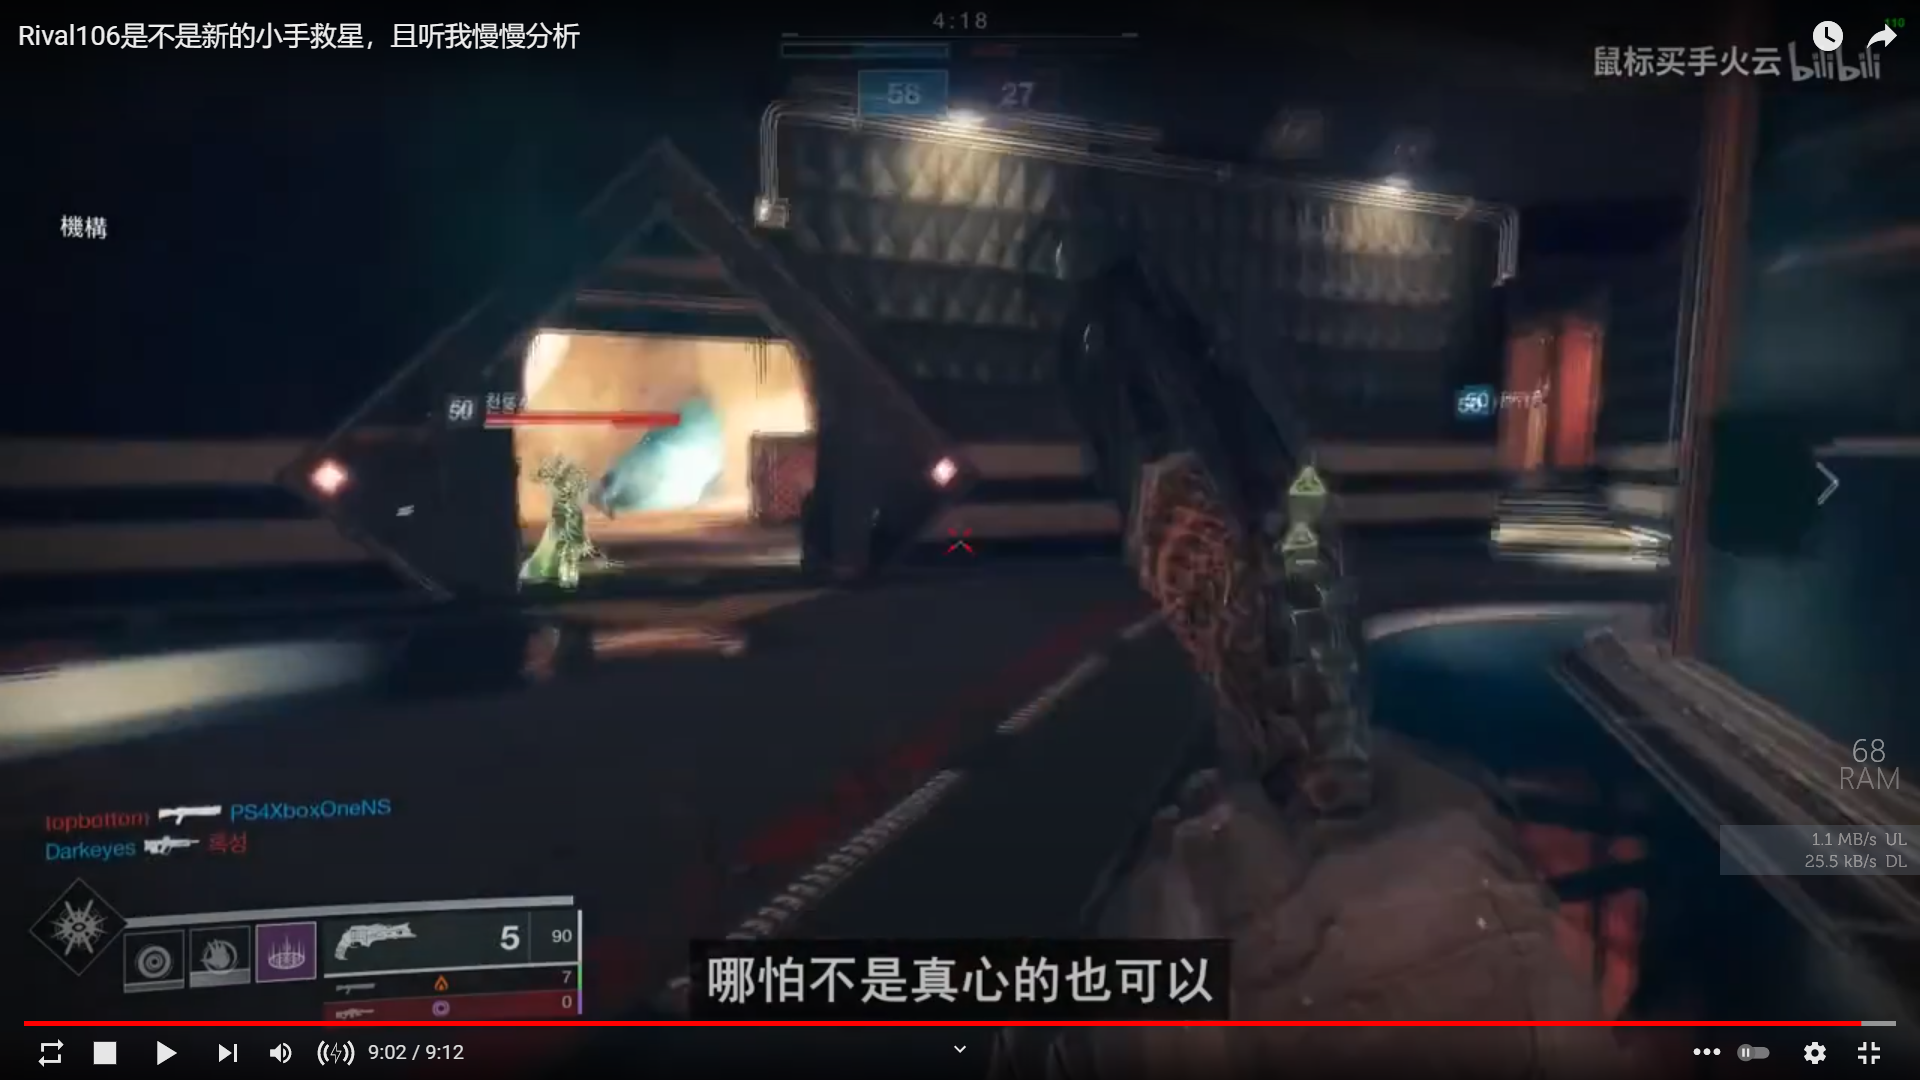 Rival106是不是新的小手救星，且听我慢慢分析
4:18
110
鼠标买手火云 bilibili
58
27
機構
50
50
68
RAM
1.1 MB/s UL
25.5 kB/s DL
topbottom PS4XboxOneNS
Darkeyes 록성
5
90
7
0
哪怕不是真心的也可以
9:02 / 9:12